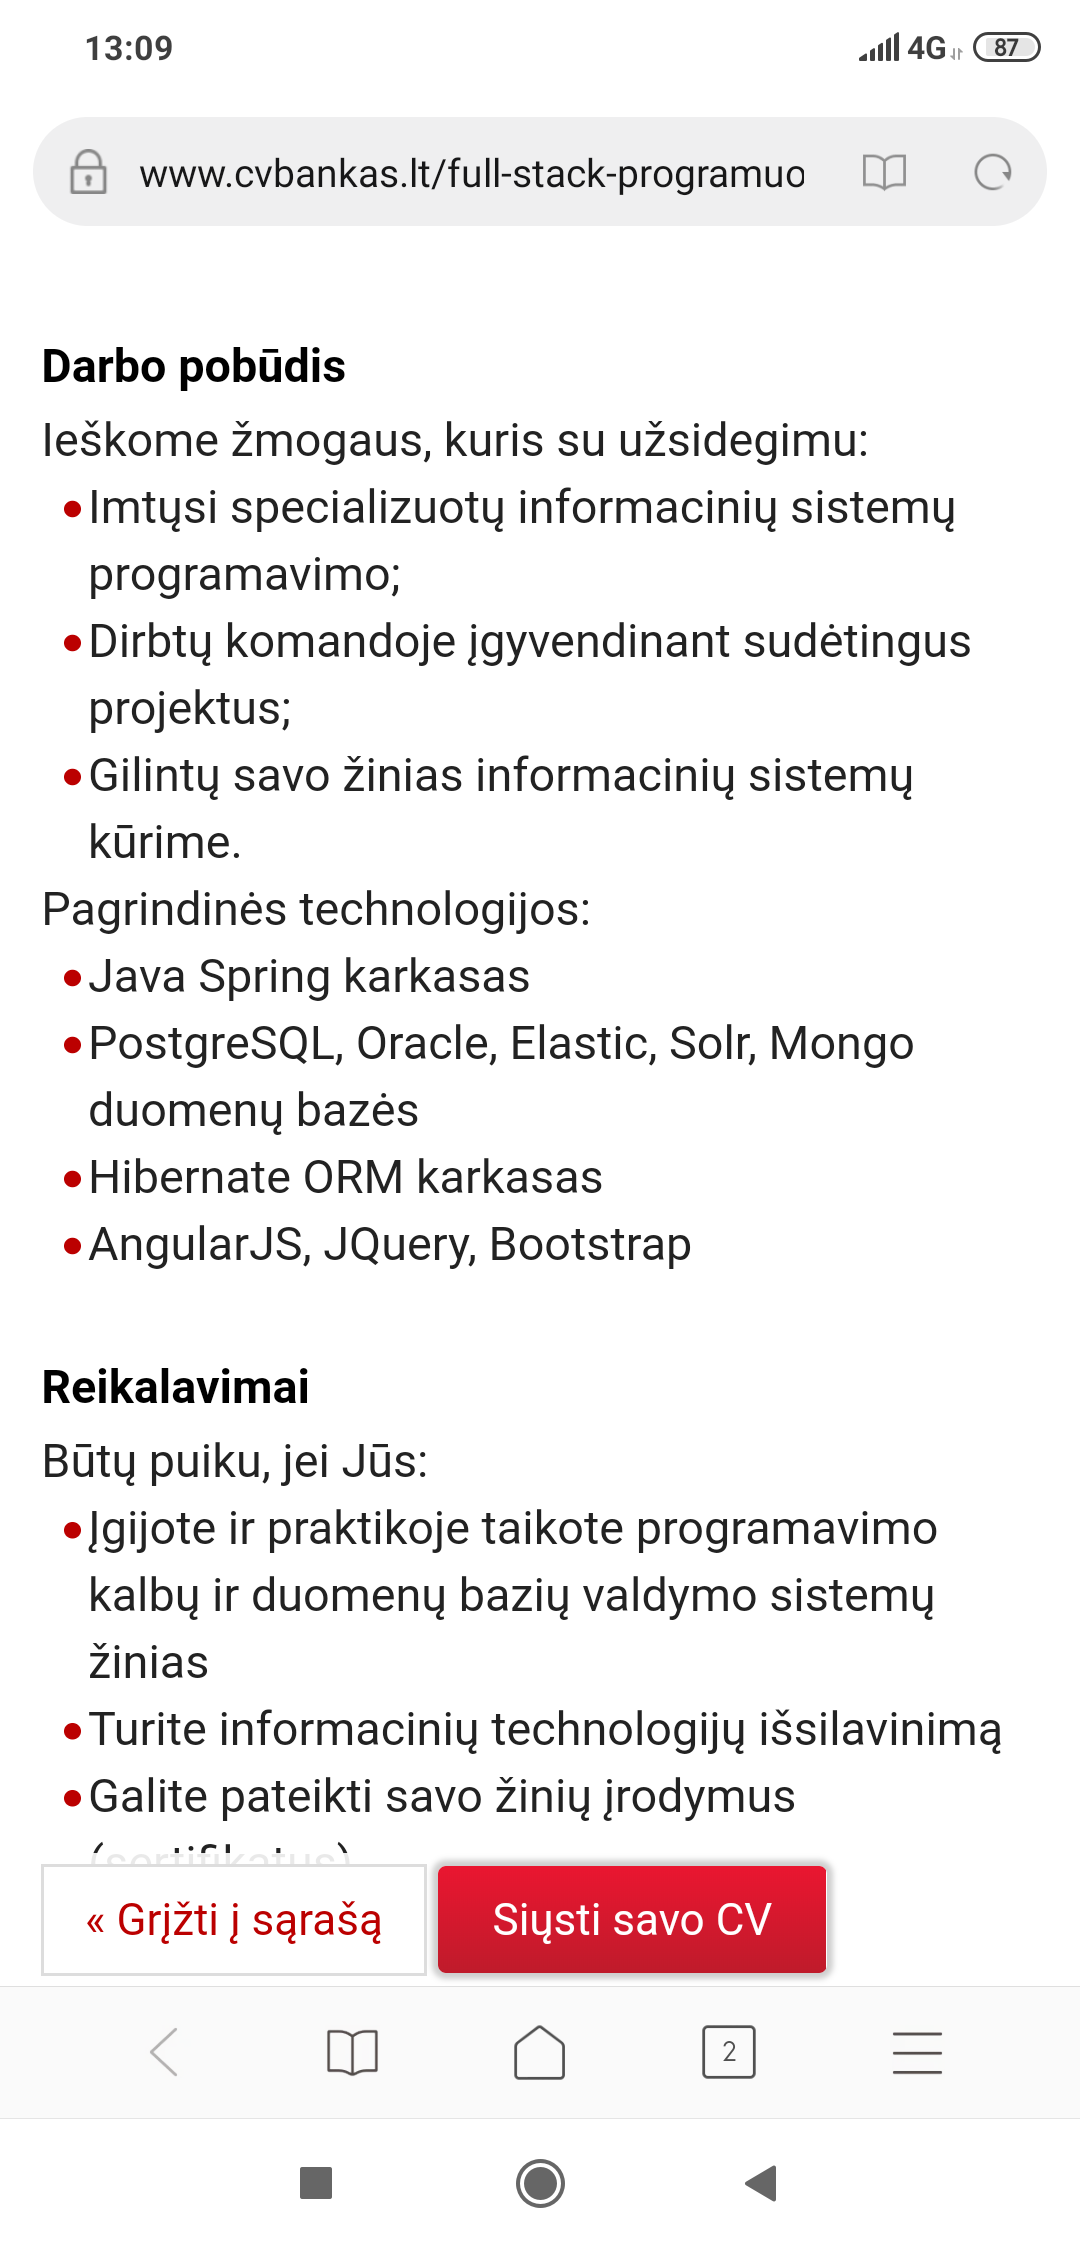 13:09
4G
87
www.cvbankas.lt/full-stack-programuo
Darbo pobūdis
Ieškome žmogaus, kuris su užsidegimu:
Imtųsi specializuotų informacinių sistemų
programavimo;
Dirbtų komandoje įgyvendinant sudėtingus
projektus;
Gilintų savo žinias informacinių sistemų
kūrime.
Pagrindinės technologijos:
Java Spring karkasas
PostgreSQL, Oracle, Elastic, Solr, Mongo
duomenų bazės
Hibernate ORM karkasas
AngularJS, JQuery, Bootstrap
Reikalavimai
Būtų puiku, jei Jūs:
Įgijote ir praktikoje taikote programavimo
kalbų ir duomenų bazių valdymo sistemų
žinias
Turite informacinių technologijų išsilavinimą
Galite pateikti savo žinių įrodymus
(sertifikatus)
« Grįžti į sąrašą
Siųsti savo CV
2